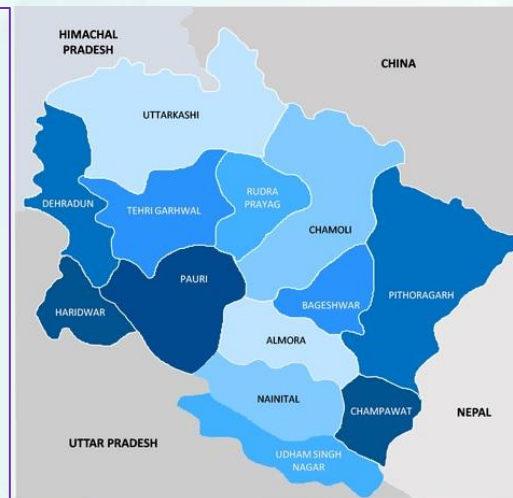 HIMACHAL
PRADESH
CHINA
UTTARKASHI
DEHRADUN
TEHRI GARHWAL
RUDRA
PRAYAG
CHAMOLI
PAURI
HARIDWAR
BAGESHWAR
PITHORAGARH
ALMORA
NAINITAL
CHAMPAWAT
NEPAL
UTTAR PRADESH
UDHAM SINGH
NAGAR